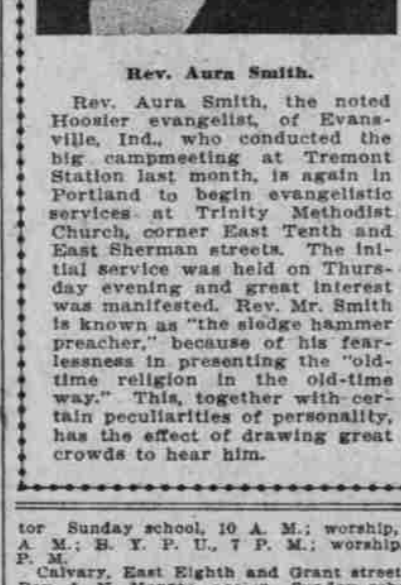 Rev. Aura Smith.
Rev. Aura Smith, the noted
Hoosier evangelist, of Evans-
ville, Ind., who conducted the
big campmeeting at Tremont
Station last month, is again in
Portland to begin evangelistic
services at Trinity Methodist
Church, corner East Tenth and
East Sherman streets. The ini-
tial service was held on Thurs-
day evening and great interest
was manifested. Rev. Mr. Smith
is known as "the sledge hammer
preacher," because of his fear-
lessness in presenting the "old-
time religion in the old-time
way." This, together with cer-
tain peculiarities of personality,
has the effect of drawing great
crowds to hear him.
tor Sunday school, 10 A. M.; worship,
A. M.; B. Y. P. U., 7 P. M.; worship
P. M.
Calvary, East Eighth and Grant street